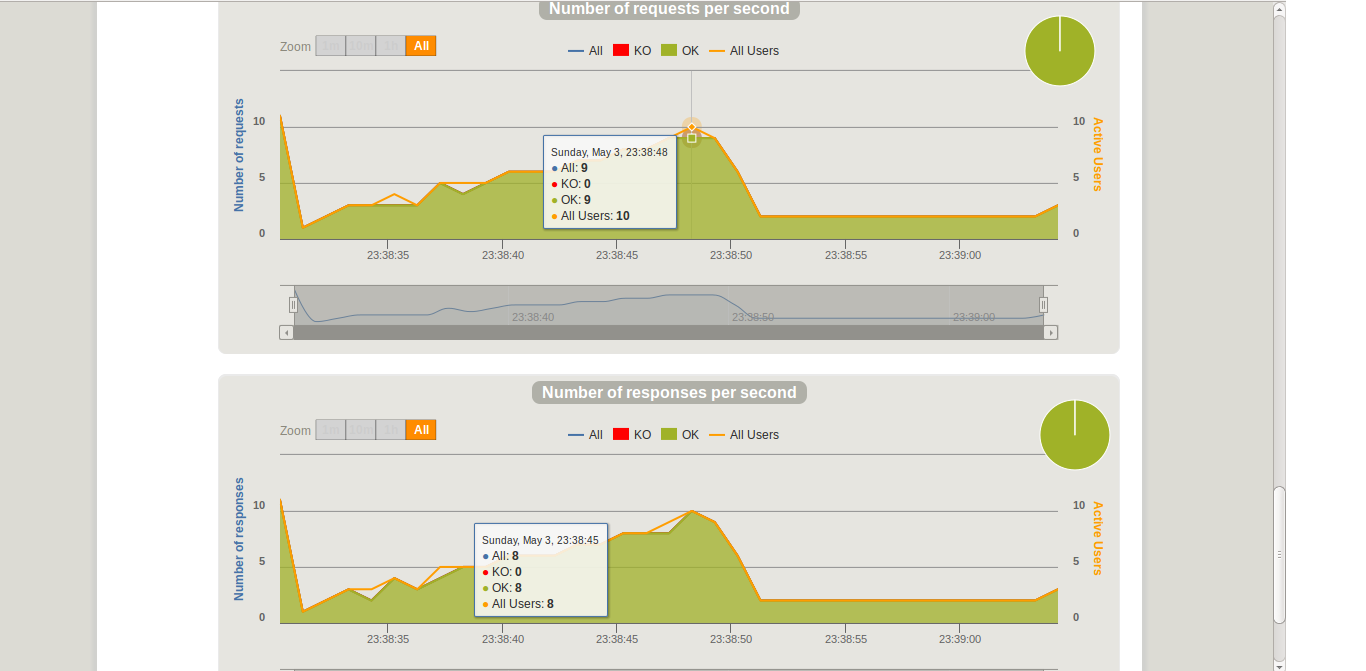 Number of requests per second
Zoom 1m 10m 1h All
All KO OK All Users
Number of requests
Active Users
10
5
0
10
5
0
Sunday, May 3, 23:38:48
All: 9
KO: 0
OK: 9
All Users: 10
23:38:35 23:38:40 23:38:45 23:38:50 23:38:55 23:39:00
23:38:40 23:38:50 23:39:00
Number of responses per second
Zoom 1m 10m 1h All
All KO OK All Users
Number of responses
Active Users
10
5
0
10
5
0
Sunday, May 3, 23:38:45
All: 8
KO: 0
OK: 8
All Users: 8
23:38:35 23:38:40 23:38:45 23:38:50 23:38:55 23:39:00